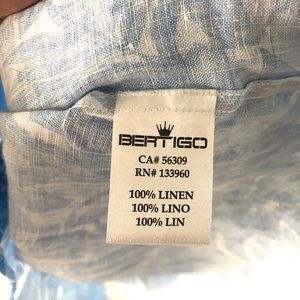 BERTIGO
CA# 56309
RN# 133960
100% LINEN
100% LINO
100% LIN